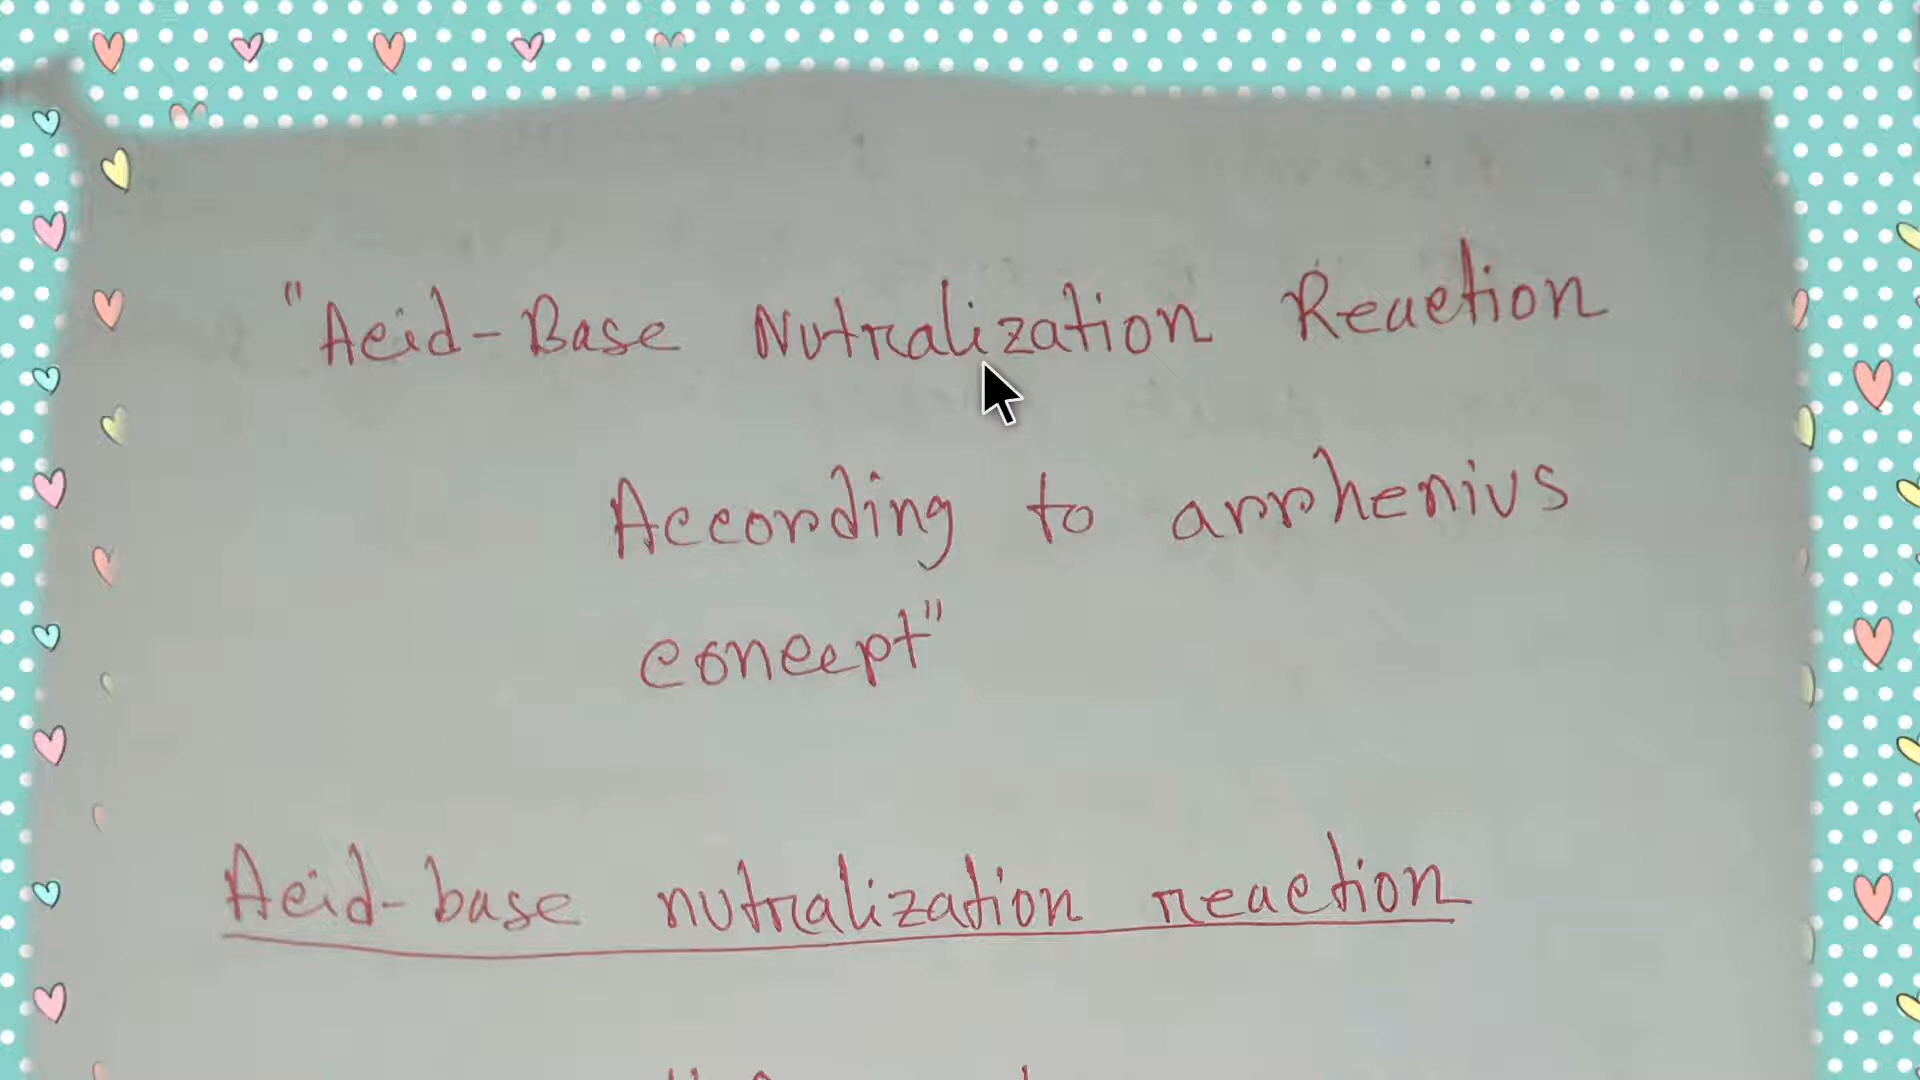 "Acid-Base Nutralization Reaction
According to arrhenius
concept"
Acid-base nutralization reaction